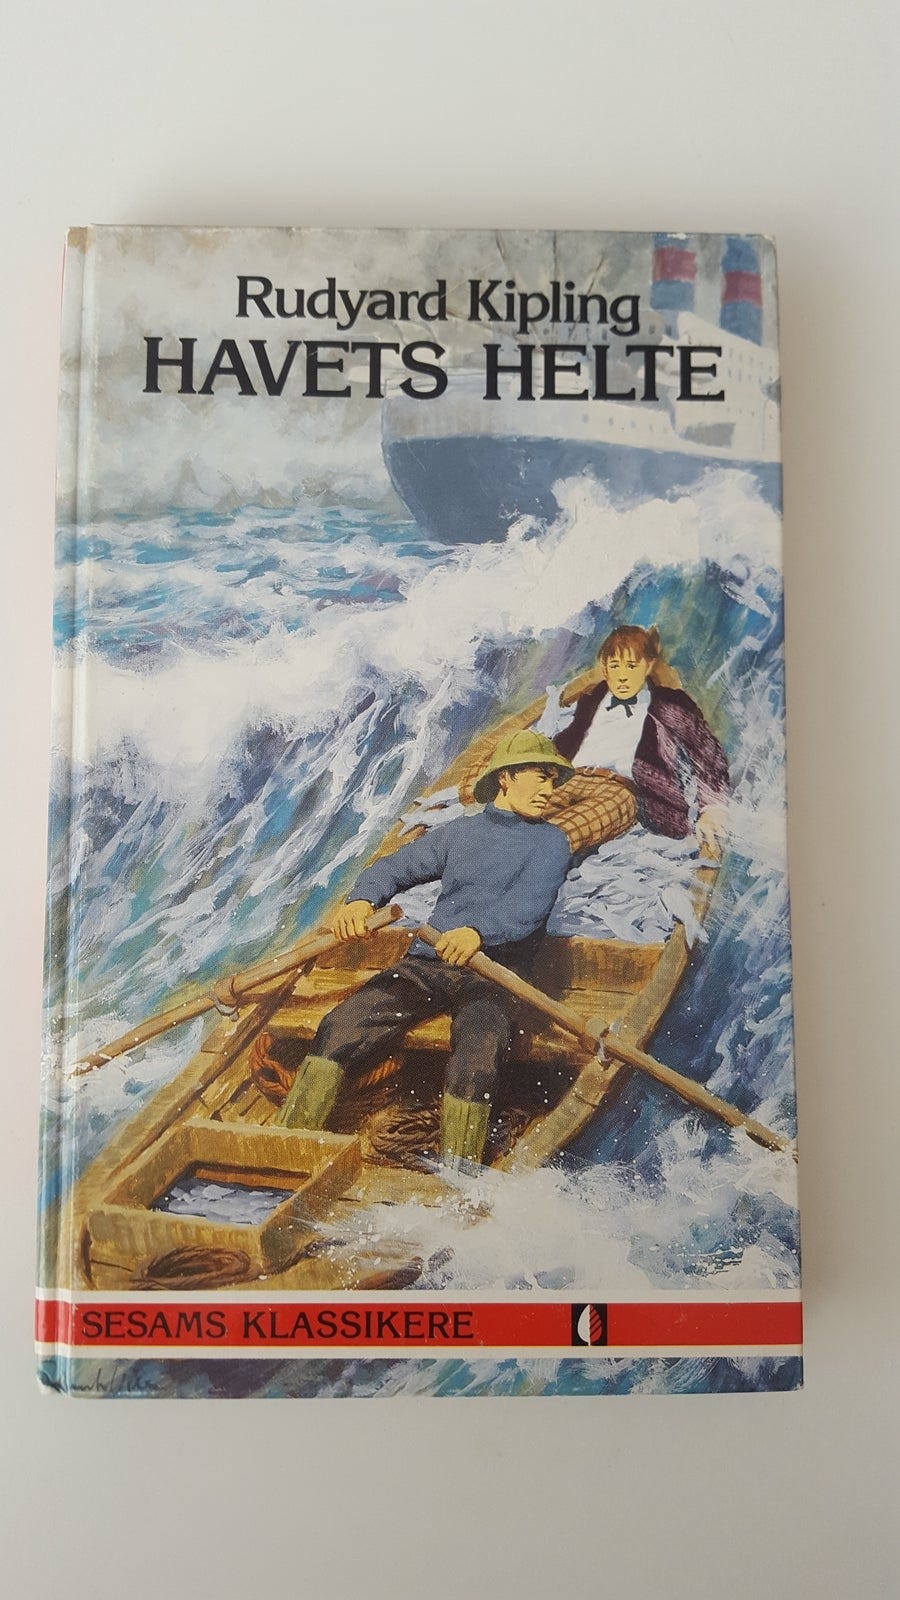 Rudyard Kipling
HAVETS HELTE
SESAMS KLASSIKERE